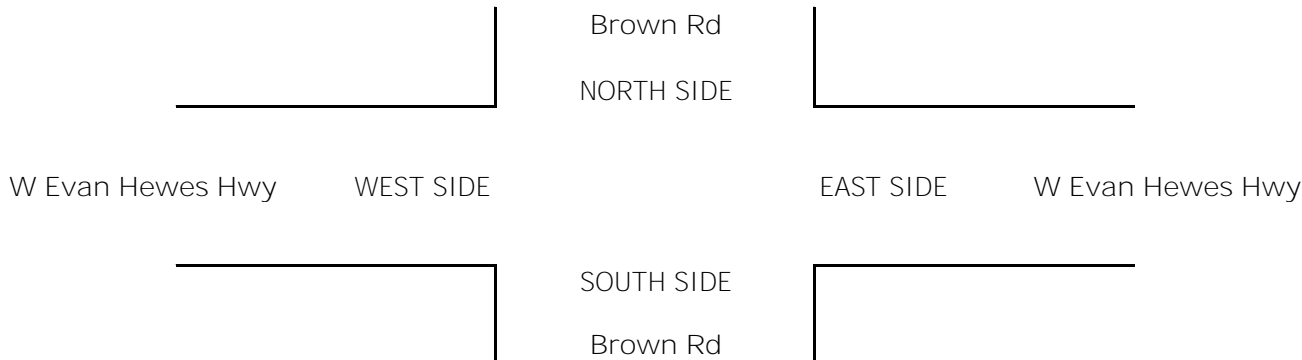 Brown Rd
NORTH SIDE
W Evan Hewes Hwy WEST SIDE EAST SIDE W Evan Hewes Hwy
SOUTH SIDE
Brown Rd